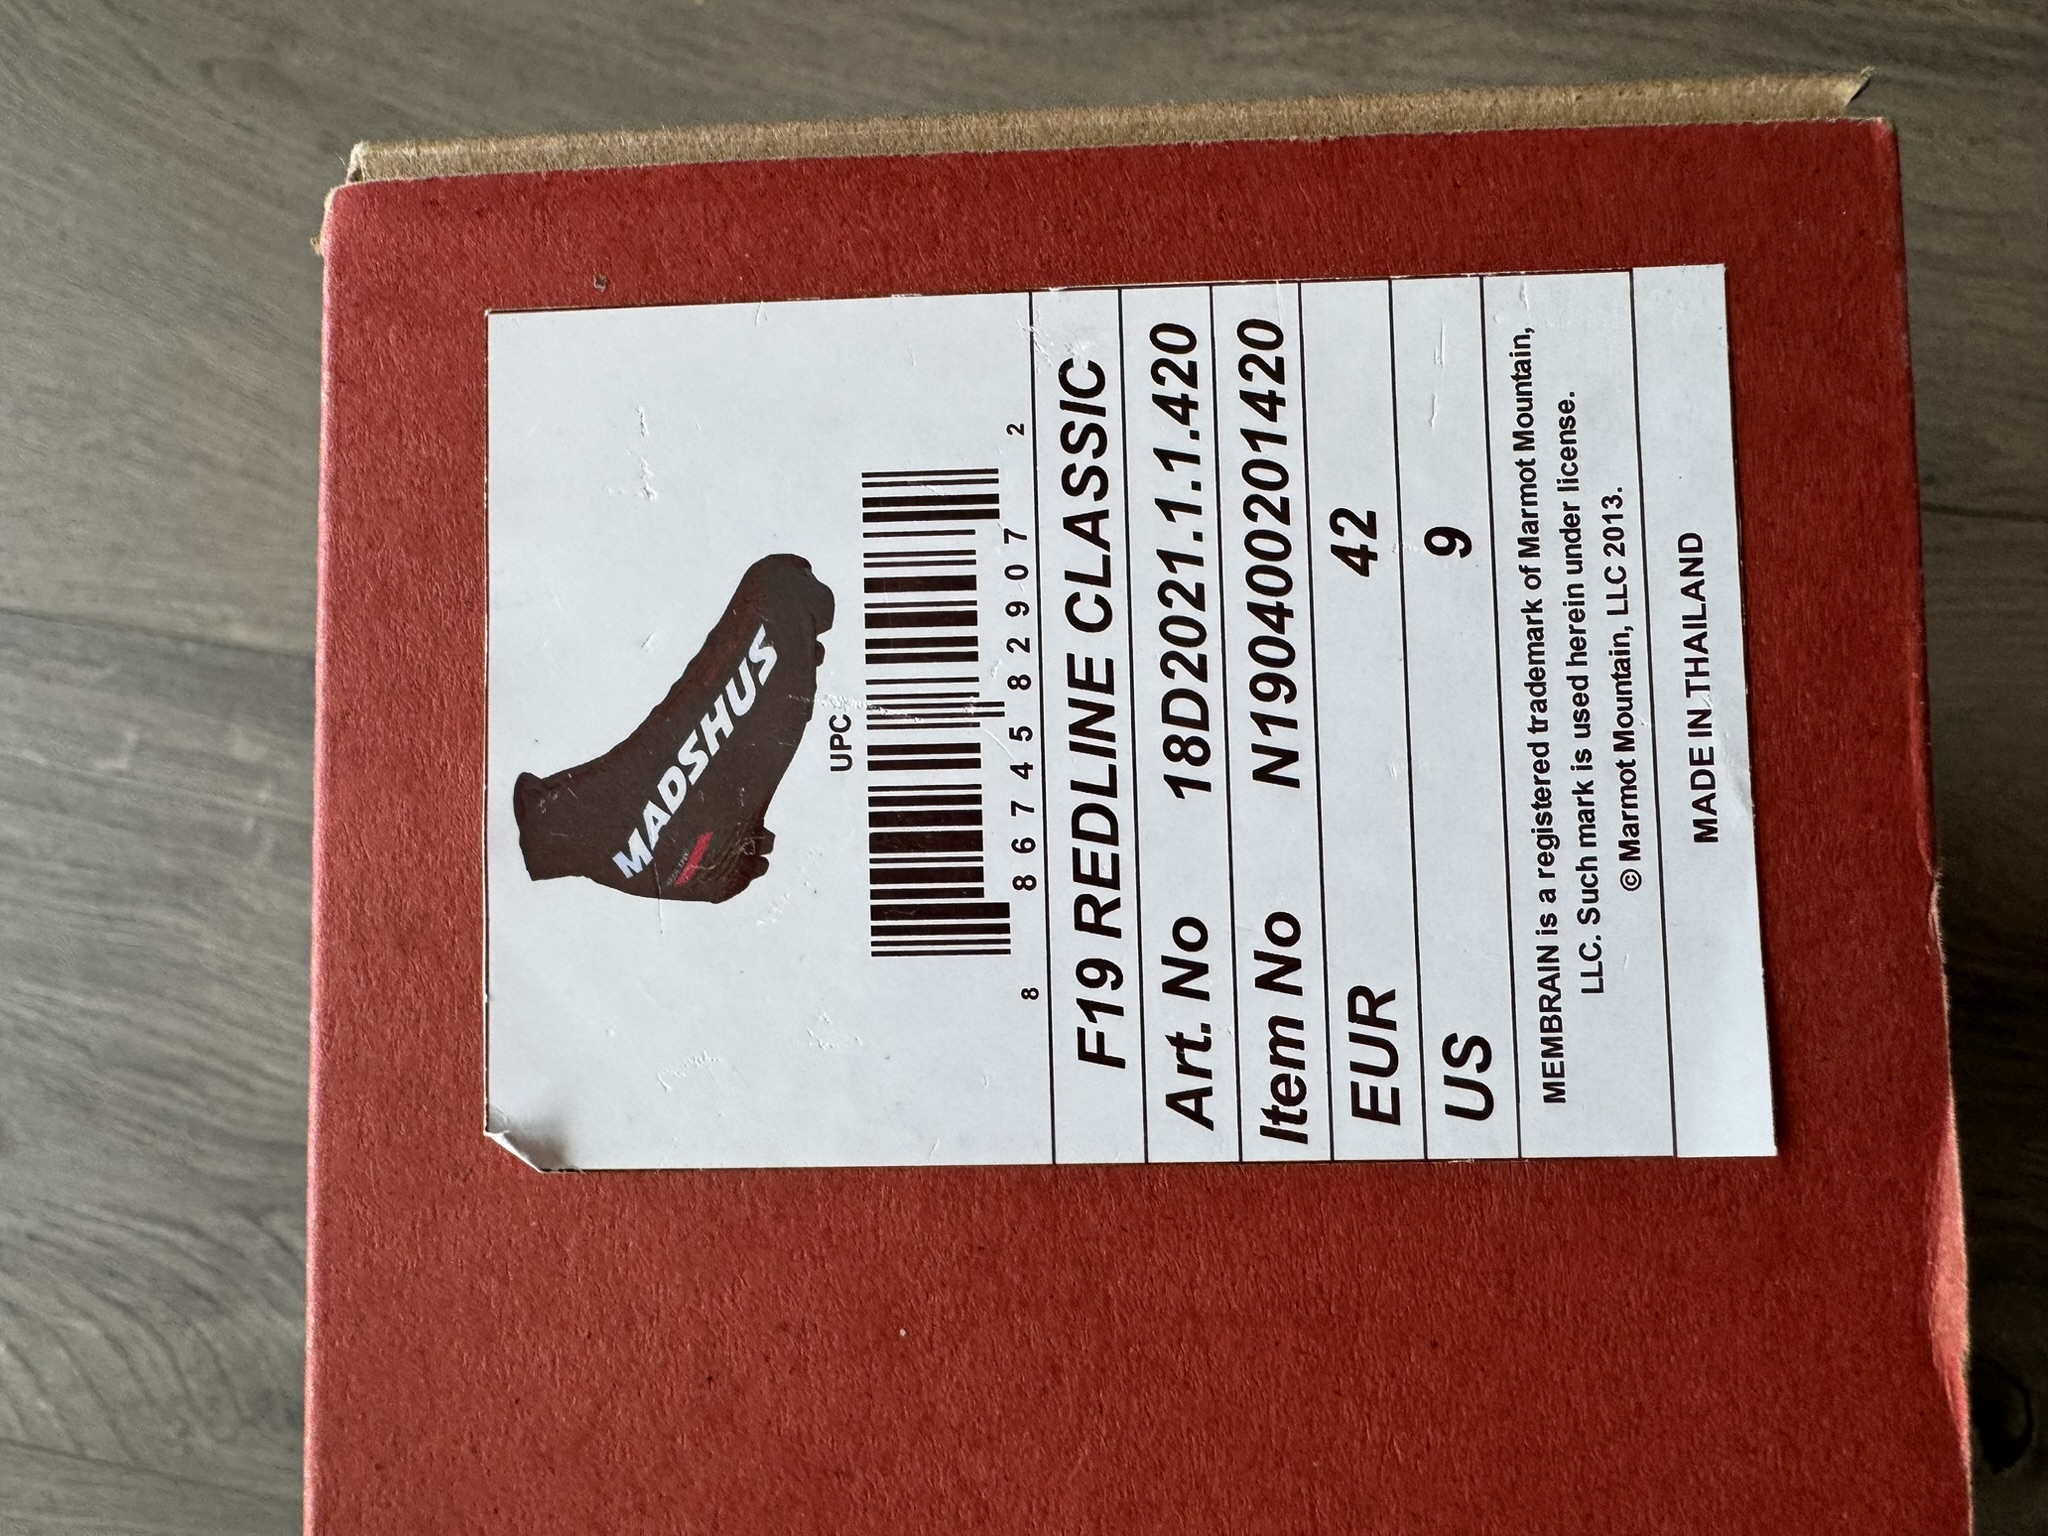 MADSHUS
UPC
8 86745 82907 2
F19 REDLINE CLASSIC
Art. No 18D2021.1.1.420
Item No N190400201420
EUR 42
US 9
MEMBRAIN is a registered trademark of Marmot Mountain,
LLC. Such mark is used herein under license.
© Marmot Mountain, LLC 2013.
MADE IN THAILAND